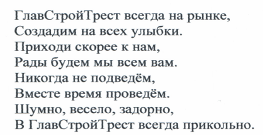 ГлавСтройТрест всегда на рынке,
Создадим на всех улыбки.
Приходи скорее к нам,
Рады будем мы всем вам.
Никогда не подведём,
Вместе время проведём.
Шумно, весело, задорно,
В ГлавСтройТрест всегда прикольно.